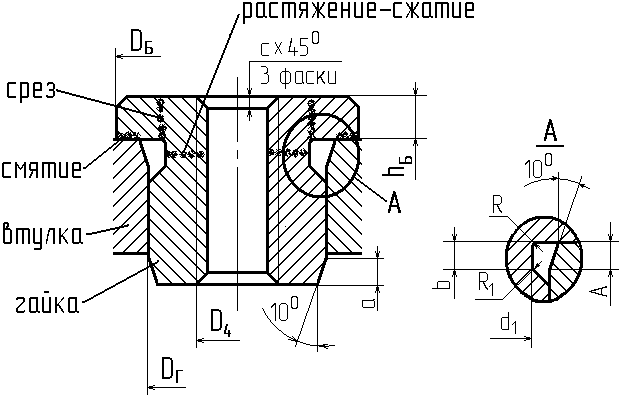 растяжение-сжатие
Dб
c×45⁰
3 фаски
срез
hб
смятие
А
А
10⁰
R
втулка
гайка
a
b
R₁
А
10⁰
D₄
d₁
Dг